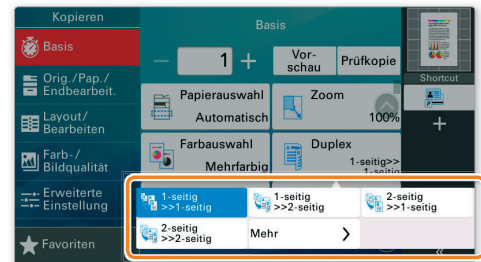 Kopieren
Basis
Orig./Pap./
Endbearbeit.
Layout/
Bearbeiten
Farb-/
Bildqualität
Erweiterte
Einstellung
Favoriten
Basis
1
Vor-
schau
Prüfkopie
Papierauswahl
Automatisch
Zoom
100%
Farbauswahl
Mehrfarbig
Duplex
1-seitig>>
1-seitig
1-seitig
>>1-seitig
1-seitig
>>2-seitig
2-seitig
>>1-seitig
2-seitig
>>2-seitig
Mehr
Shortcut